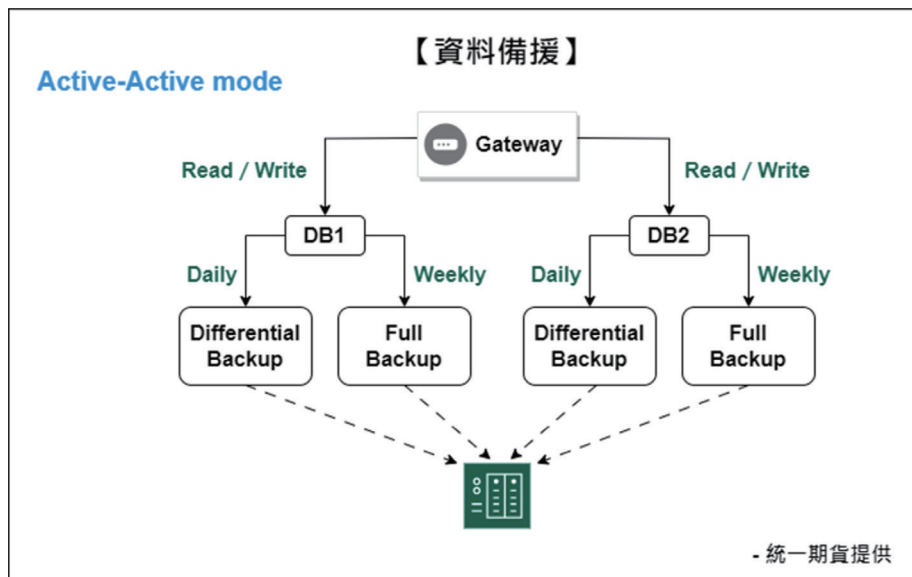 【資料備援】
Active-Active mode
Gateway
Read / Write
Read / Write
DB1
DB2
Daily
Weekly
Daily
Weekly
Differential
Backup
Full
Backup
Differential
Backup
Full
Backup
- 統一期貨提供